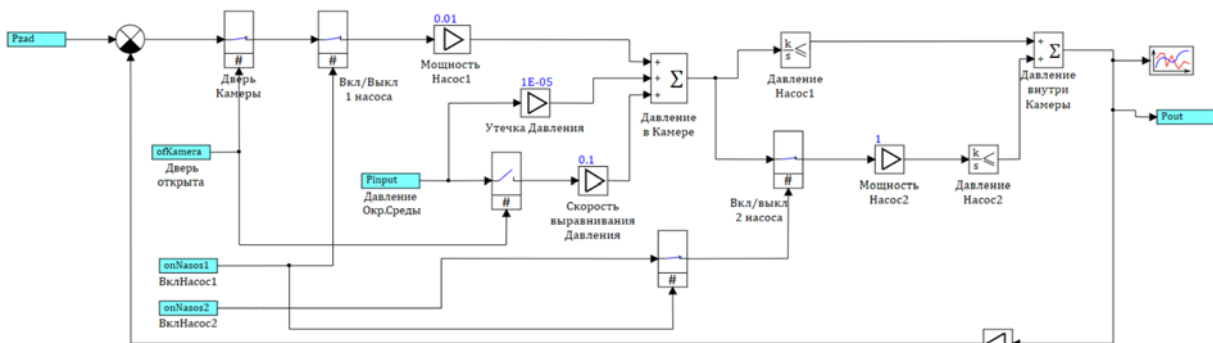 0.01
Pzad
k
s
≤
+
+
Σ
#
#
Мощность
Насос1
+
+
+
Σ
Дверь
Камеры
Вкл/Выкл
1 насоса
1E-05
Давление
Насос1
Давление
внутри
Камеры
Pout
Утечка Давления
Давление
в Камере
ofKamera
Дверь
открыта
0.1
1
k
s
≤
Pinput
#
Давление
Окр.Среды
#
Скорость
выравнивания
Давления
Вкл/выкл
2 насоса
Мощность
Насос2
Давление
Насос2
onNasos1
ВклНасос1
#
onNasos2
ВклНасос2